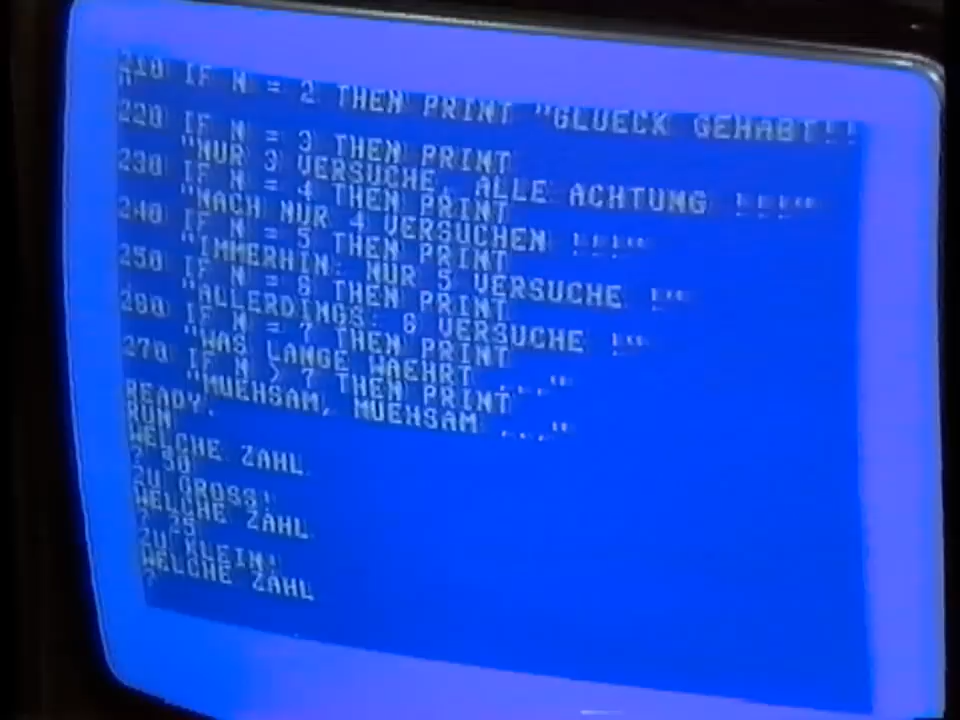 210 IF N = 2 THEN PRINT "GLUECK GEHABT!!
"
220 IF N = 3 THEN PRINT
"NUR 3 VERSUCHE, ALLE ACHTUNG !!!!"
230 IF N = 4 THEN PRINT
"NACH NUR 4 VERSUCHEN !!!!"
240 IF N = 5 THEN PRINT
"IMMERHIN: NUR 5 VERSUCHE !!"
250 IF N = 6 THEN PRINT
"ALLERDINGS: 6 VERSUCHE !!"
260 IF N = 7 THEN PRINT
"WAS LANGE WAEHRT ...."
270 IF N > 7 THEN PRINT
"MUEHSAM, MUEHSAM ...."
READY.
RUN
WELCHE ZAHL
? 50
ZU GROSS!
WELCHE ZAHL
? 25
ZU KLEIN!
WELCHE ZAHL
?